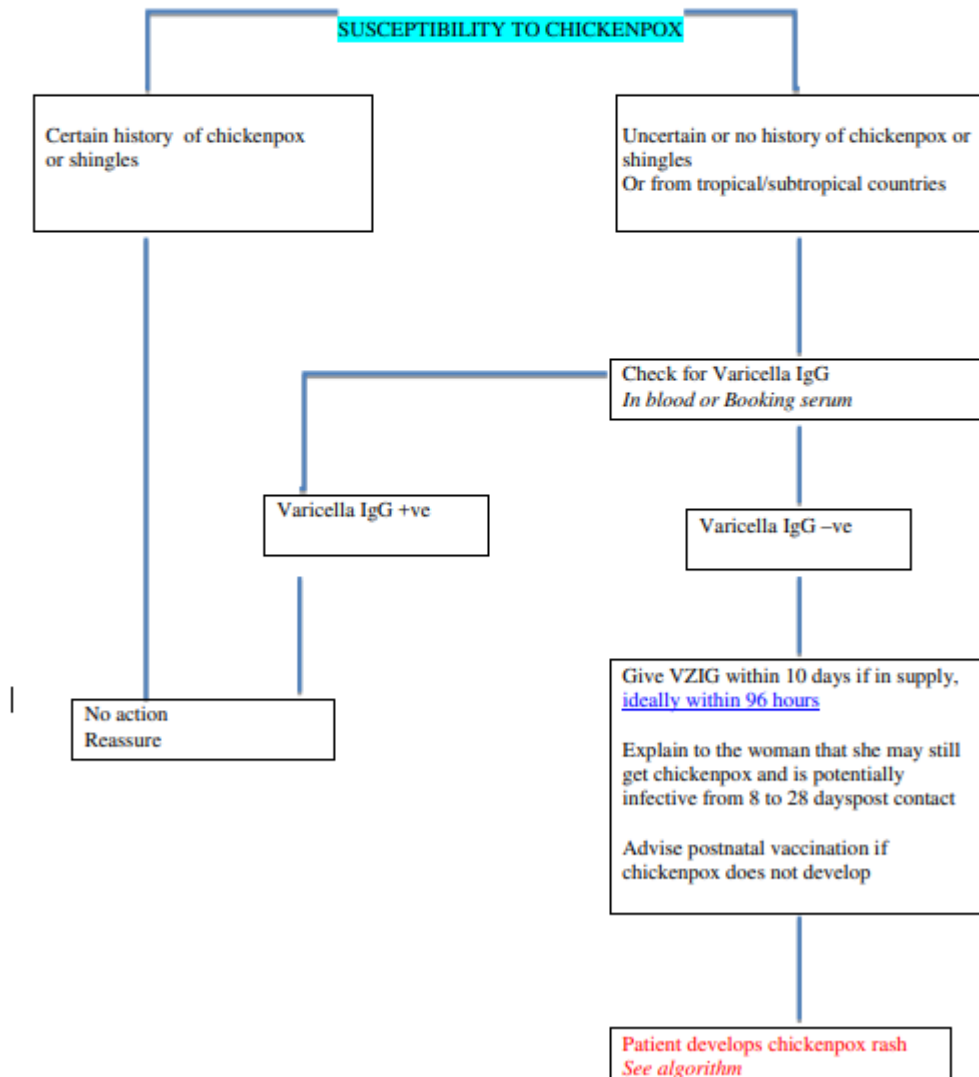 SUSCEPTIBILITY TO CHICKENPOX
Certain history of chickenpox
or shingles
Uncertain or no history of chickenpox or
shingles
Or from tropical/subtropical countries
Check for Varicella IgG
In blood or Booking serum
Varicella IgG +ve
Varicella IgG –ve
No action
Reassure
Give VZIG within 10 days if in supply,
ideally within 96 hours
Explain to the woman that she may still
get chickenpox and is potentially
infective from 8 to 28 dayspost contact
Advise postnatal vaccination if
chickenpox does not develop
Patient develops chickenpox rash
See algorithm